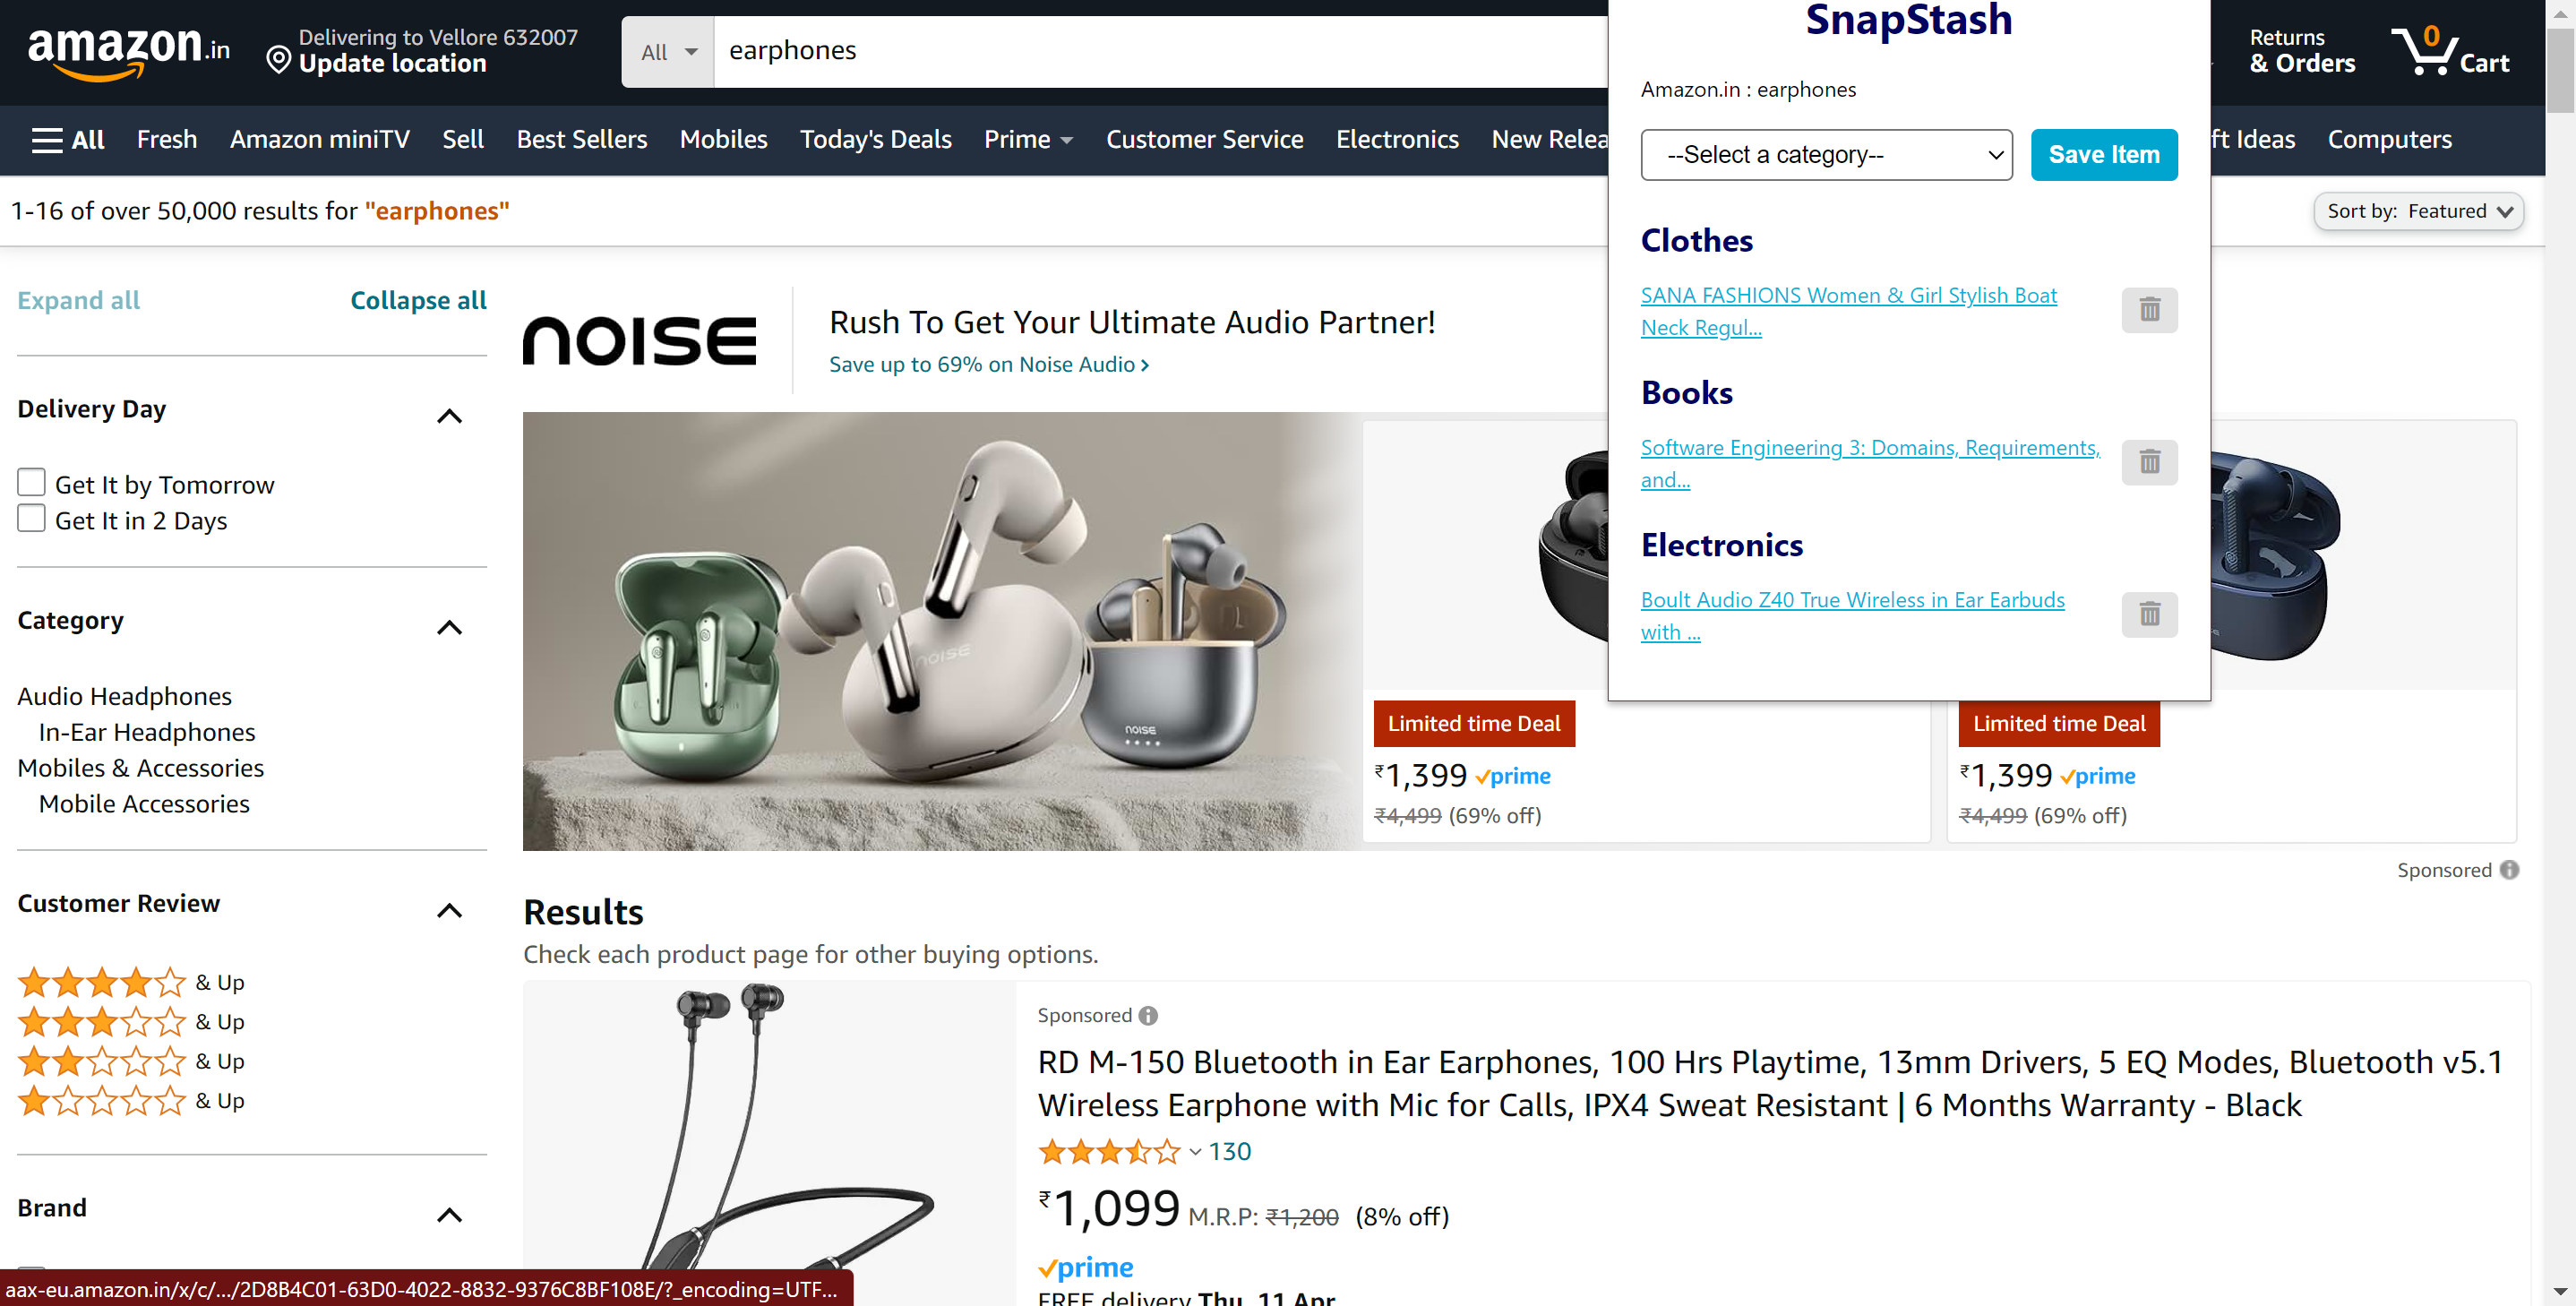 amazon.in
Delivering to Vellore 632007
Update location
All
earphones
Returns
& Orders
0
Cart
All
Fresh
Amazon miniTV
Sell
Best Sellers
Mobiles
Today's Deals
Prime
Customer Service
Electronics
New Relea
ft Ideas
Computers
1-16 of over 50,000 results for "earphones"
Sort by: Featured
SnapStash
Amazon.in : earphones
--Select a category--
Save Item
Clothes
SANA FASHIONS Women & Girl Stylish Boat
Neck Regul...
Books
Software Engineering 3: Domains, Requirements,
and...
Electronics
Boult Audio Z40 True Wireless in Ear Earbuds
with ...
Expand all
Collapse all
Delivery Day
Get It by Tomorrow
Get It in 2 Days
Category
Audio Headphones
In-Ear Headphones
Mobiles & Accessories
Mobile Accessories
Customer Review
& Up
& Up
& Up
& Up
Brand
noise
Rush To Get Your Ultimate Audio Partner!
Save up to 69% on Noise Audio ›
noise
noise
Limited time Deal
₹1,399 prime
₹4,499 (69% off)
Limited time Deal
₹1,399 prime
₹4,499 (69% off)
Sponsored
Results
Check each product page for other buying options.
Sponsored
RD M-150 Bluetooth in Ear Earphones, 100 Hrs Playtime, 13mm Drivers, 5 EQ Modes, Bluetooth v5.1
Wireless Earphone with Mic for Calls, IPX4 Sweat Resistant | 6 Months Warranty - Black
130
₹1,099 M.R.P: ₹1,200 (8% off)
prime
FREE delivery Thu, 11 Apr
aax-eu.amazon.in/x/c/.../2D8B4C01-63D0-4022-8832-9376C8BF108E/?_encoding=UTF...